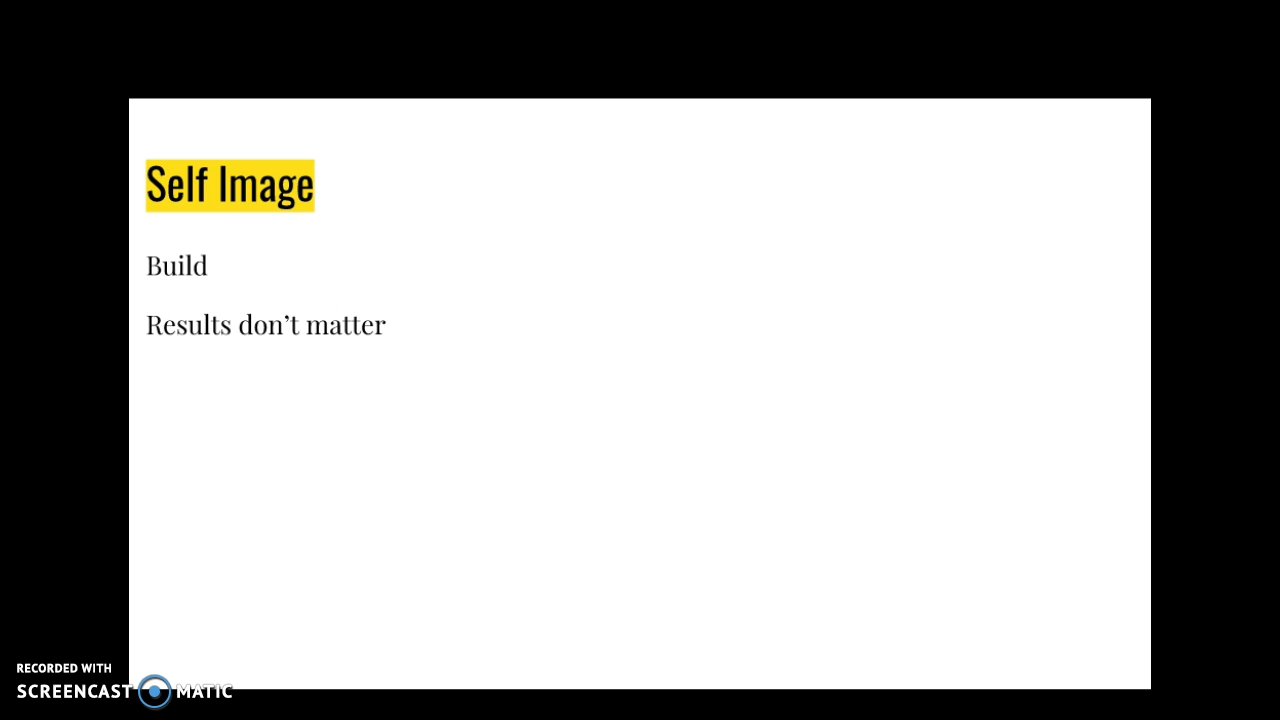 Self Image
Build
Results don’t matter
RECORDED WITH
SCREENCAST MATIC